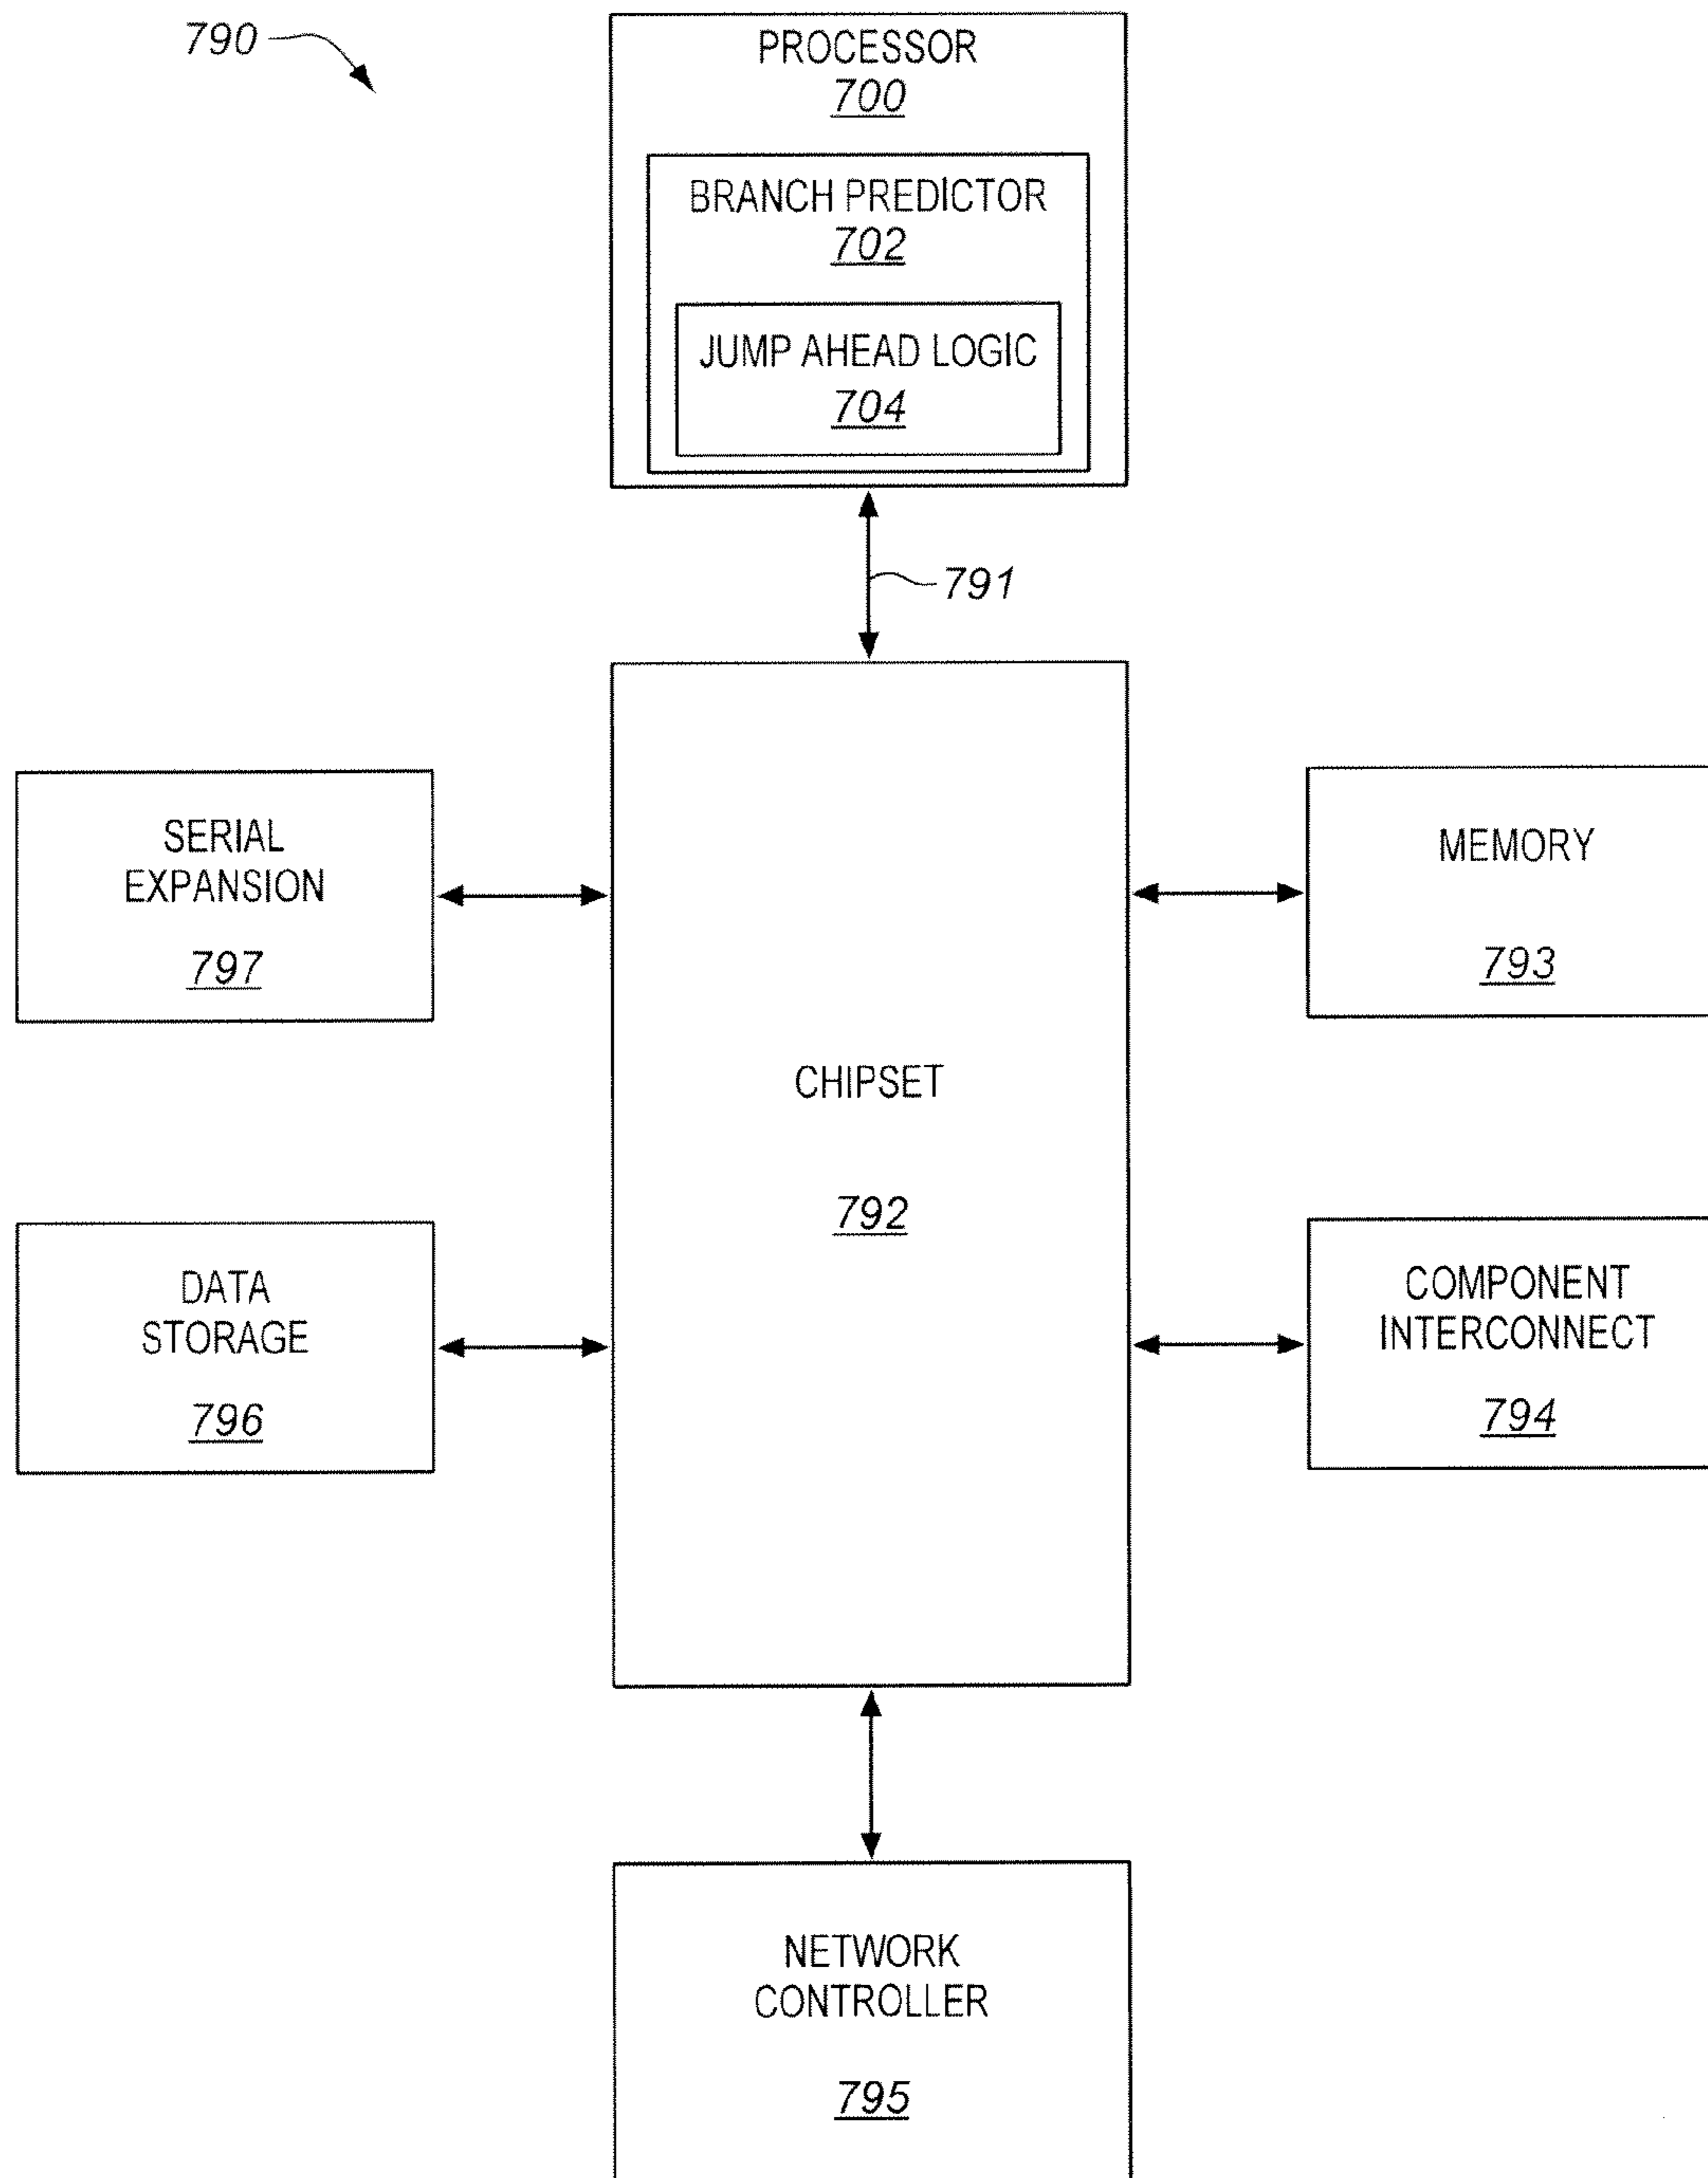 790
PROCESSOR
700
BRANCH PREDICTOR
702
JUMP AHEAD LOGIC
704
791
SERIAL
EXPANSION
797
MEMORY
793
CHIPSET
792
DATA
STORAGE
796
COMPONENT
INTERCONNECT
794
NETWORK
CONTROLLER
795